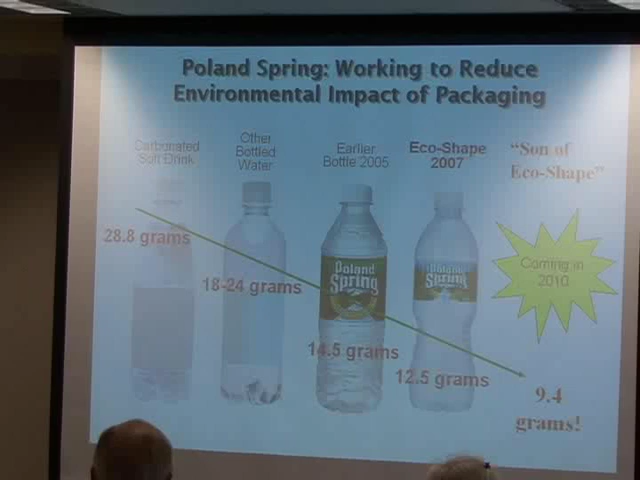 Poland Spring: Working to Reduce
Environmental Impact of Packaging
Carbonated
Soft Drink
Other
Bottled
Water
Earlier
Bottle 2005
Eco-Shape
2007
"Son of
Eco-Shape"
28.8 grams
18-24 grams
Poland
Spring
14.5 grams
Poland
Spring
12.5 grams
Coming in
2010
9.4
grams!